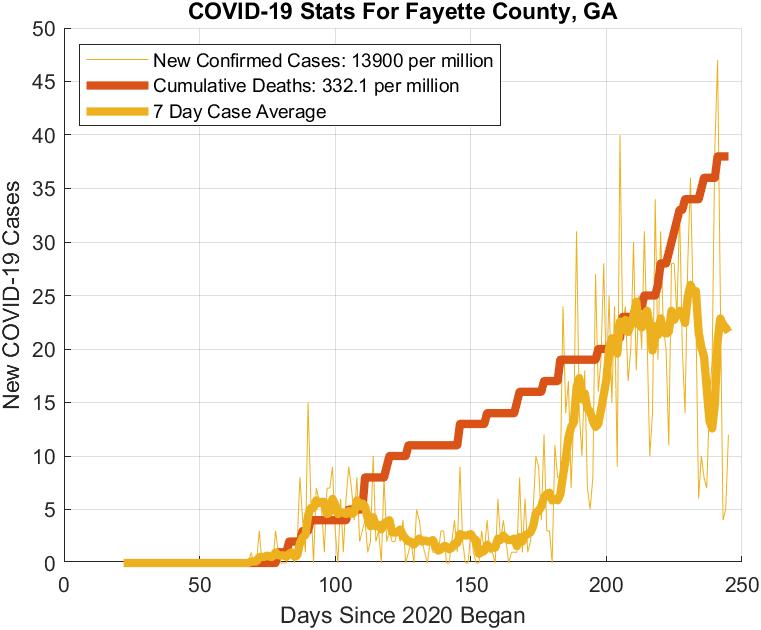 COVID-19 Stats For Fayette County, GA
New Confirmed Cases: 13900 per million
Cumulative Deaths: 332.1 per million
7 Day Case Average
New COVID-19 Cases
50
45
40
35
30
25
20
15
10
5
0
0 50 100 150 200 250
Days Since 2020 Began